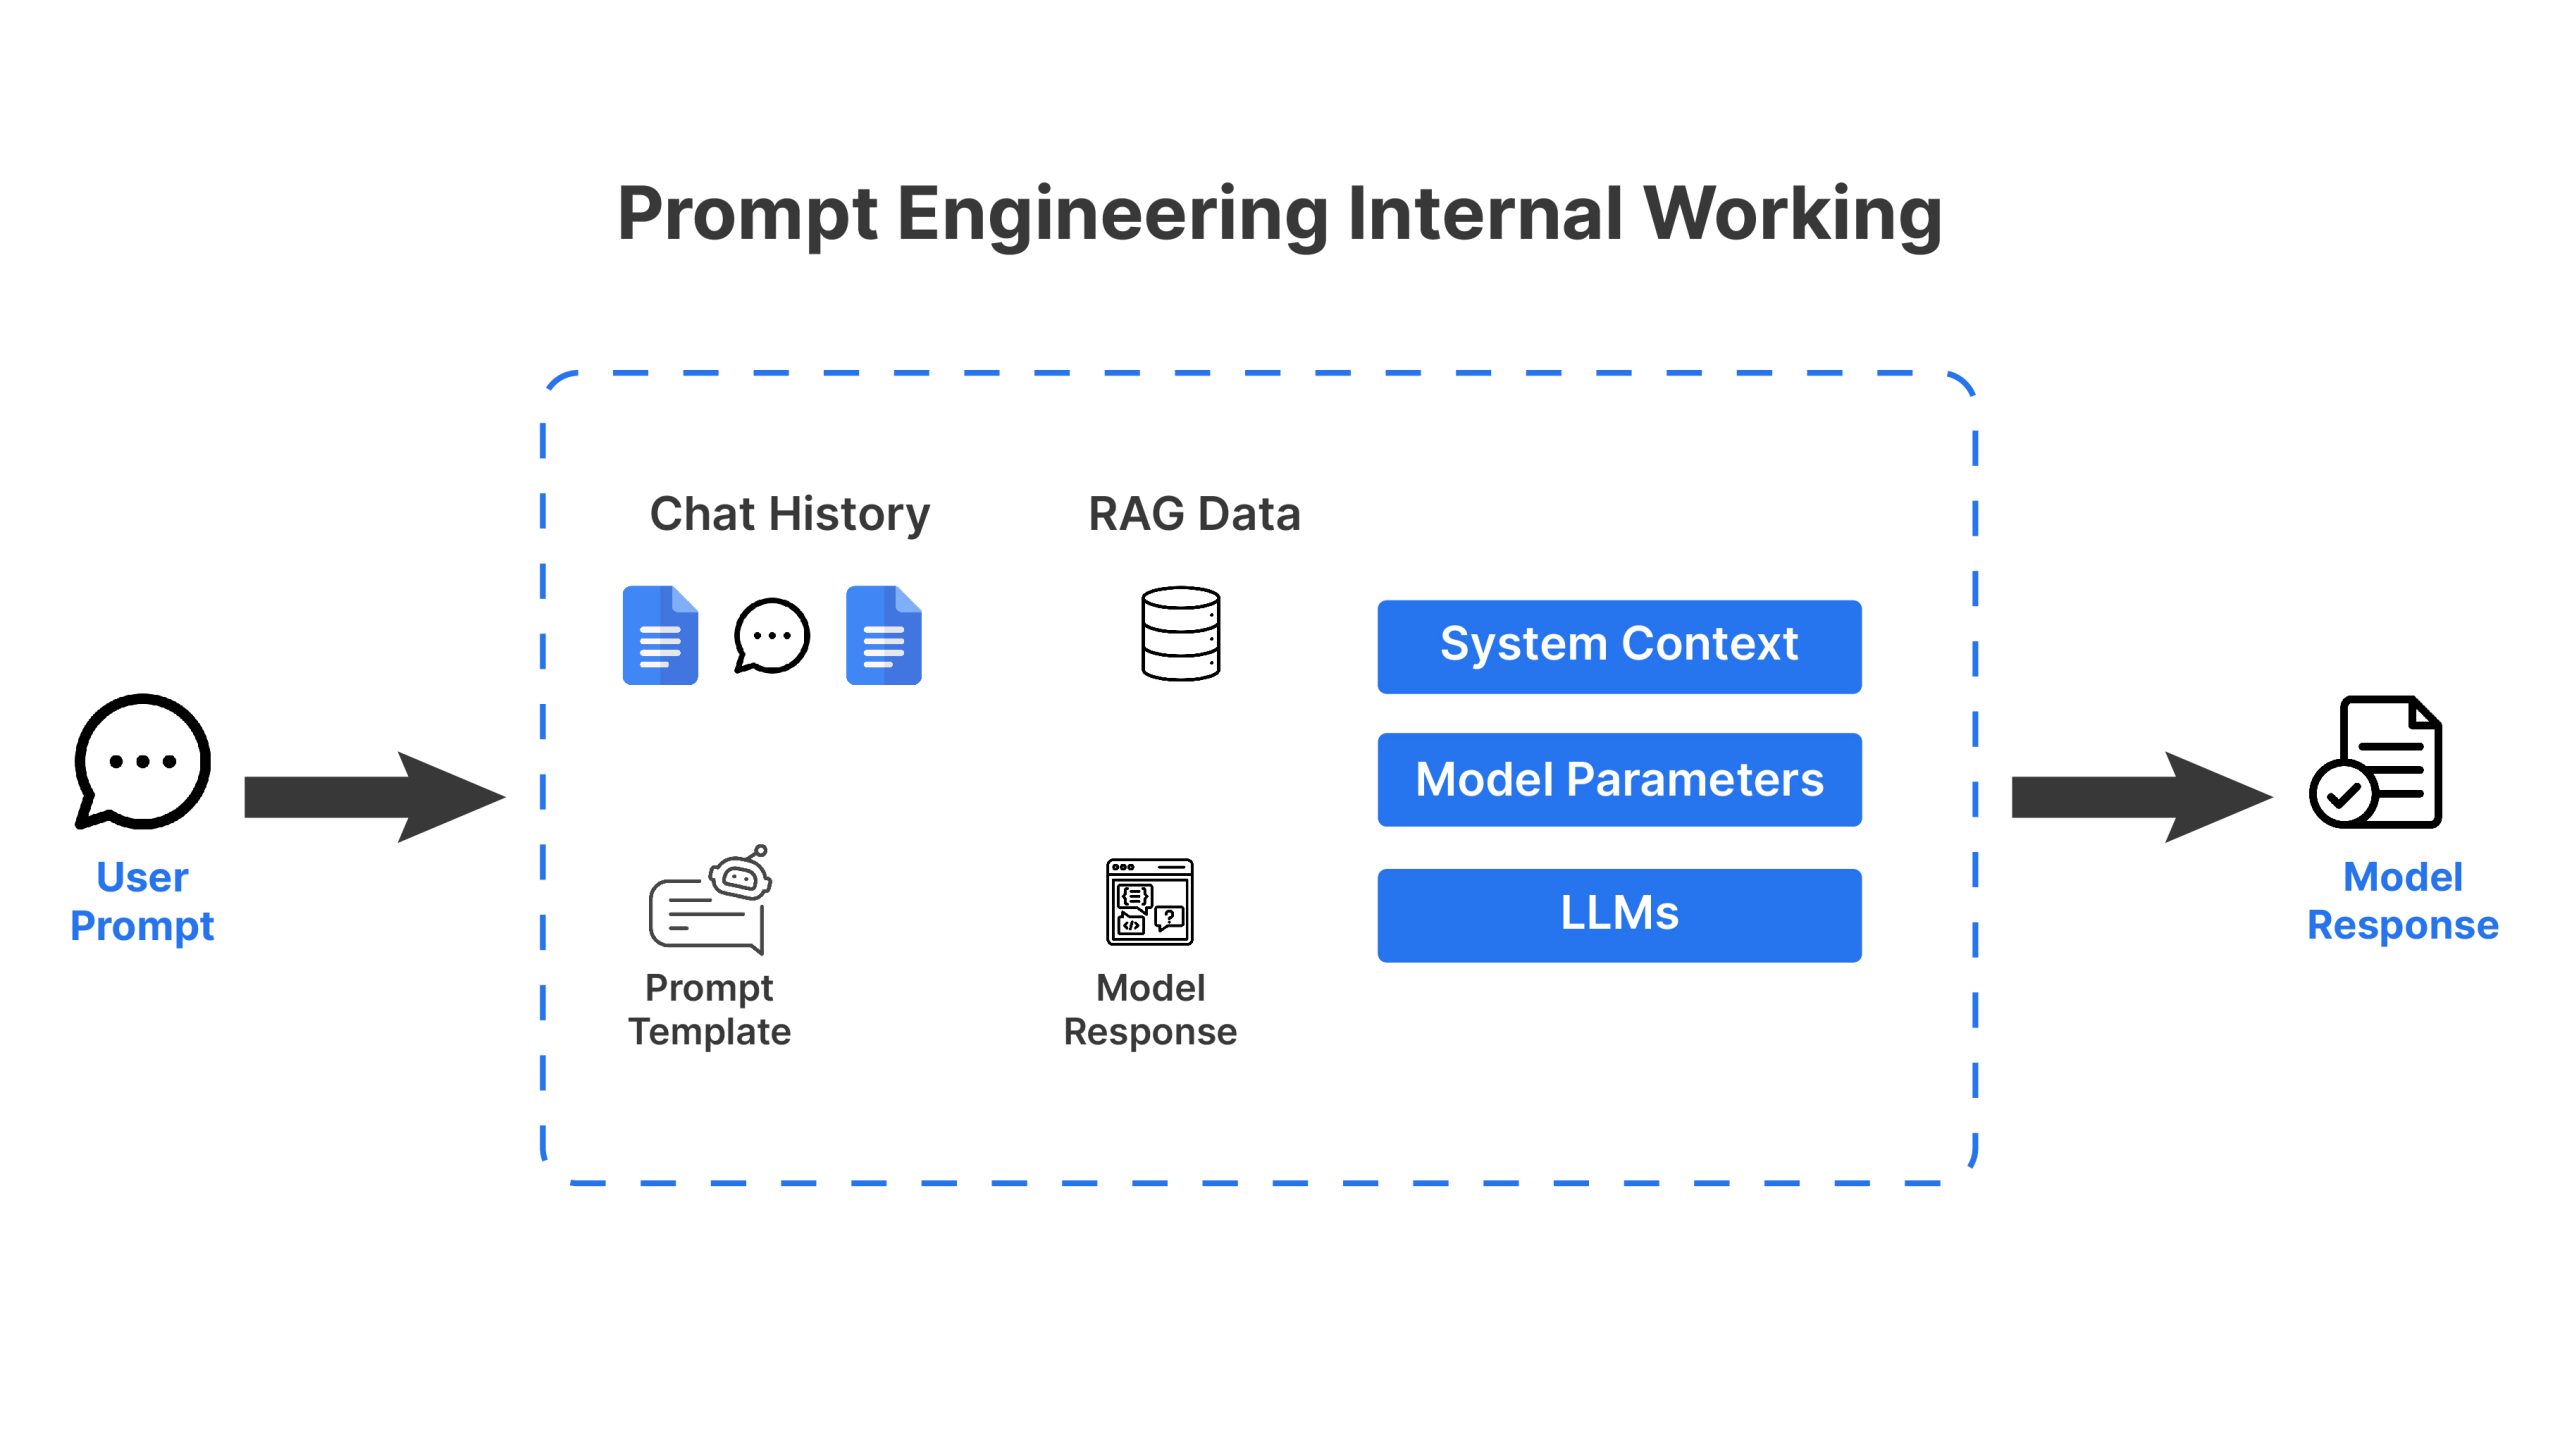 Prompt Engineering Internal Working
User
Prompt
Chat History
RAG Data
Prompt
Template
Model
Response
System Context
Model Parameters
LLMs
Model
Response